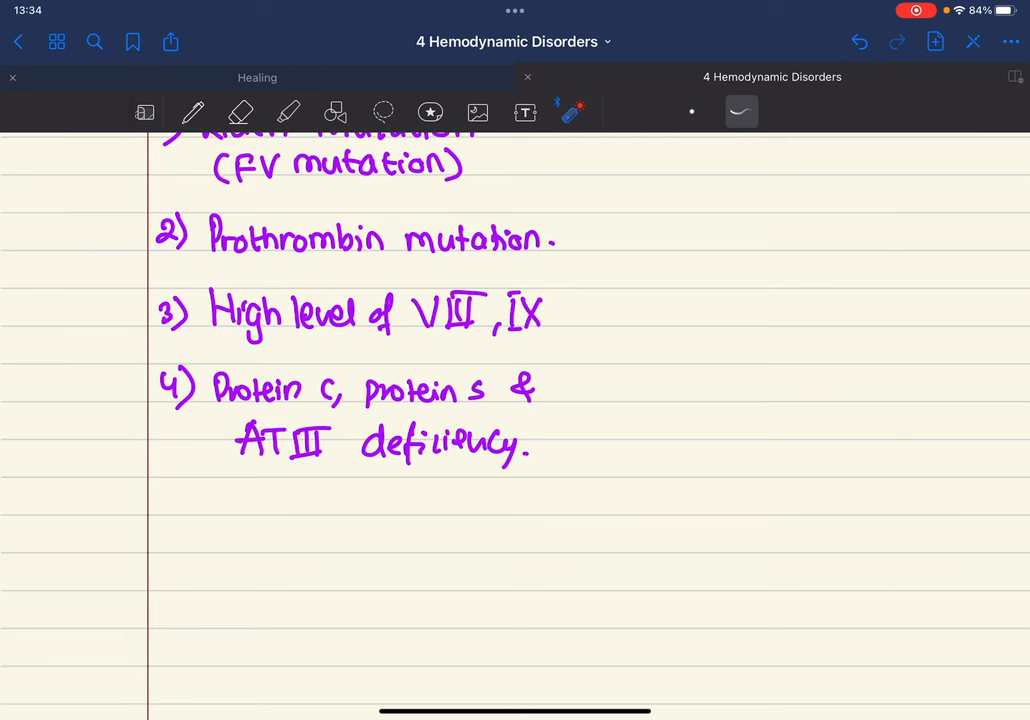 13:34
84%
4 Hemodynamic Disorders
Healing
4 Hemodynamic Disorders
mutation
(FV mutation)
2) Prothrombin mutation.
3) High level of VIII, IX
4) Protein c, protein s &
ATIII deficiency.